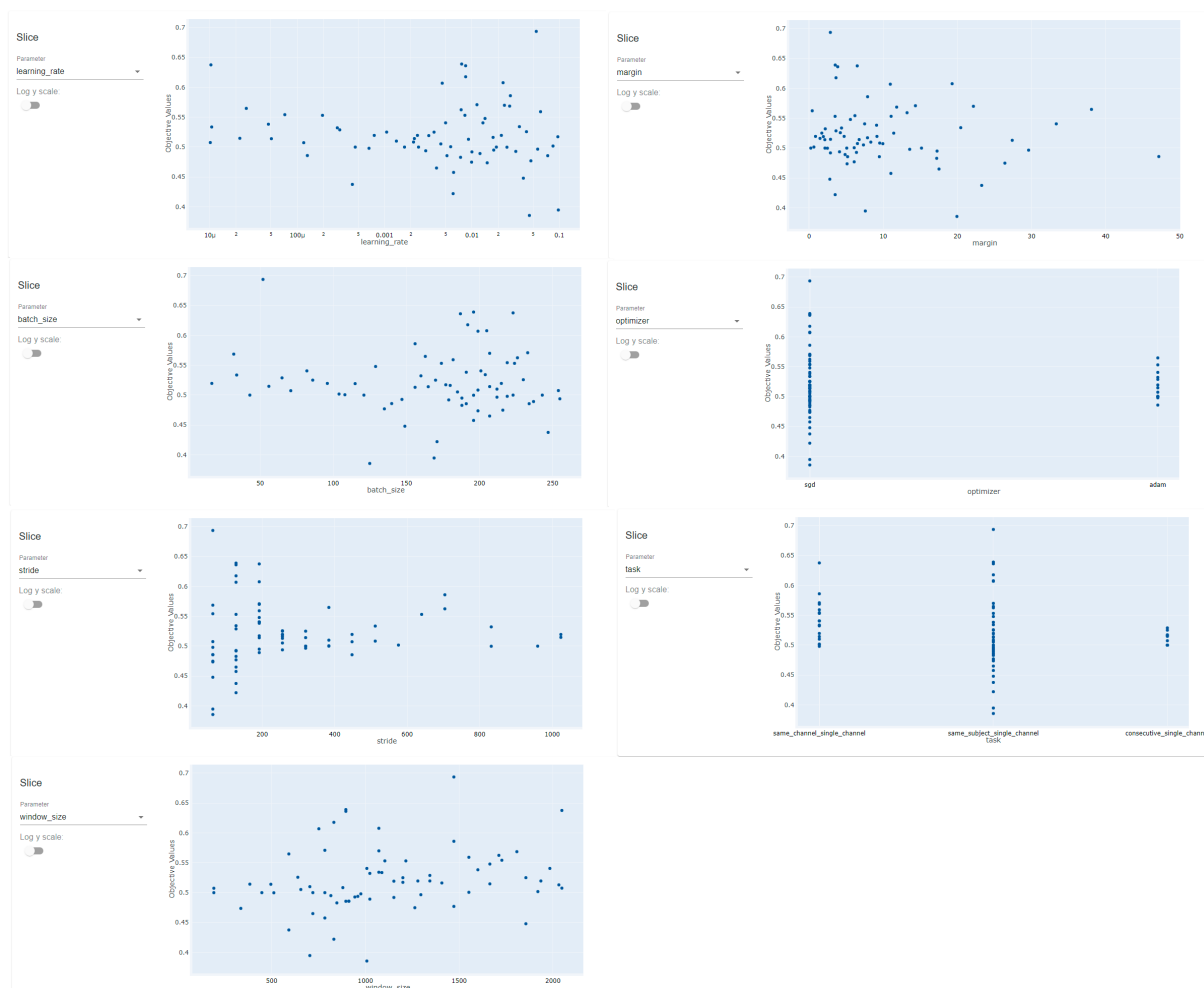 Slice
Parameter
learning_rate
Log y scale:
0.7
0.65
0.6
0.55
0.5
0.45
0.4
Objective Values
10μ 2 5 100μ 2 5 0.001 2 5 0.01 2 5 0.1
learning_rate
Slice
Parameter
margin
Log y scale:
0.7
0.65
0.6
0.55
0.5
0.45
0.4
Objective Values
0 10 20 30 40 50
margin
Slice
Parameter
batch_size
Log y scale:
0.7
0.65
0.6
0.55
0.5
0.45
0.4
Objective Values
50 100 150 200 250
batch_size
Slice
Parameter
optimizer
Log y scale:
0.7
0.65
0.6
0.55
0.5
0.45
0.4
Objective Values
sgd adam
optimizer
Slice
Parameter
stride
Log y scale:
0.7
0.65
0.6
0.55
0.5
0.45
0.4
Objective Values
200 400 600 800 1000
stride
Slice
Parameter
task
Log y scale:
0.7
0.65
0.6
0.55
0.5
0.45
0.4
Objective Values
same_channel_single_channel same_subject_single_channel consecutive_single_chann
task
Slice
Parameter
window_size
Log y scale:
0.7
0.65
0.6
0.55
0.5
0.45
0.4
Objective Values
500 1000 1500 2000
window_size